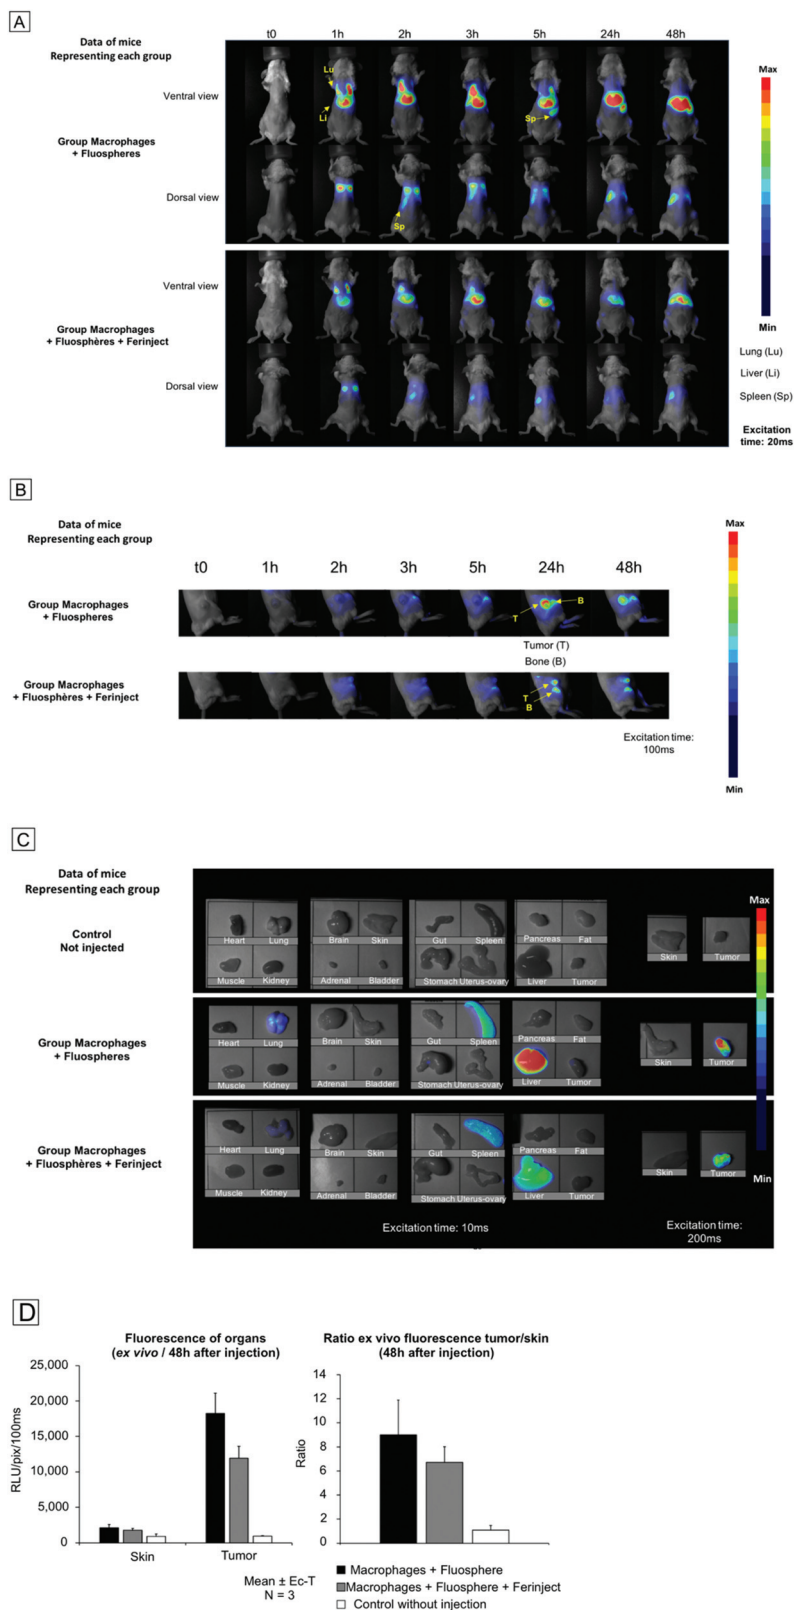 A
t0 1h 2h 3h 5h 24h 48h
Data of mice
Representing each group
Max
Ventral view
Lu
Li
Sp
Group Macrophages
+ Fluospheres
Dorsal view
Sp
Ventral view
Min
Group Macrophages
+ Fluosphères + Ferinject
Lung (Lu)
Liver (Li)
Dorsal view
Spleen (Sp)
Excitation
time: 20ms
B
Data of mice
Representing each group
Max
t0 1h 2h 3h 5h 24h 48h
Group Macrophages
+ Fluospheres
B
T
Tumor (T)
Bone (B)
Group Macrophages
+ Fluosphères + Ferinject
T
B
Excitation time:
100ms
Min
C
Data of mice
Representing each group
Max
Control
Not injected
Heart Lung Brain Skin Gut Spleen Pancreas Fat Skin Tumor
Muscle Kidney Adrenal Bladder Stomach Uterus-ovary Liver Tumor
Group Macrophages
+ Fluospheres
Heart Lung Brain Skin Gut Spleen Pancreas Fat Skin Tumor
Muscle Kidney Adrenal Bladder Stomach Uterus-ovary Liver Tumor
Group Macrophages
+ Fluosphères + Ferinject
Heart Lung Brain Skin Gut Spleen Pancreas Fat Skin Tumor
Muscle Kidney Adrenal Bladder Stomach Uterus-ovary Liver Tumor
Min
Excitation time: 10ms
Excitation time:
200ms
D
Fluorescence of organs
(ex vivo / 48h after injection)
RLU/pix/100ms
25,000
20,000
15,000
10,000
5,000
0
Skin Tumor
Mean ± Ec-T
N = 3
Ratio ex vivo fluorescence tumor/skin
(48h after injection)
Ratio
14
12
10
8
6
4
2
0
Macrophages + Fluosphere
Macrophages + Fluosphere + Ferinject
Control without injection